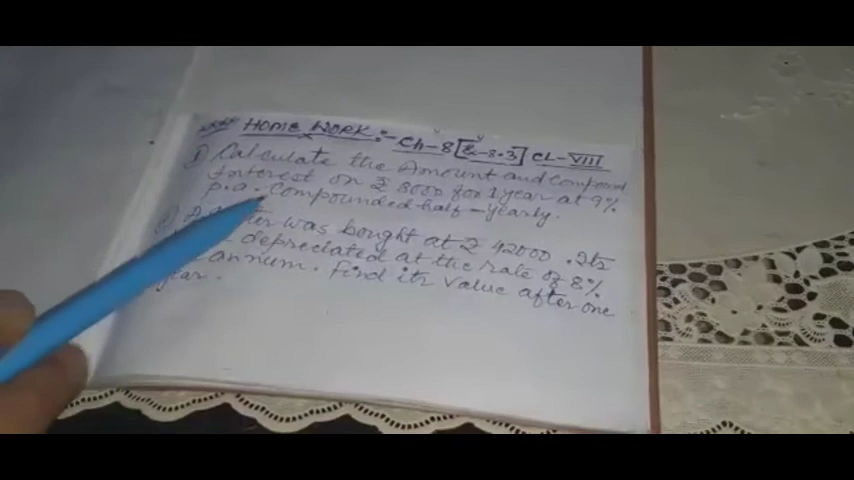 HOME WORK :- Ch-8 [Ex-8.3] CL-VIII
1) Calculate the Amount and compound
Interest on ₹ 8000 for 1 year at 9%
p.a. compounded half-yearly.
was bought at ₹ 42000 . Its
depreciated at the rate of 8%
annum. Find its value after one
year.